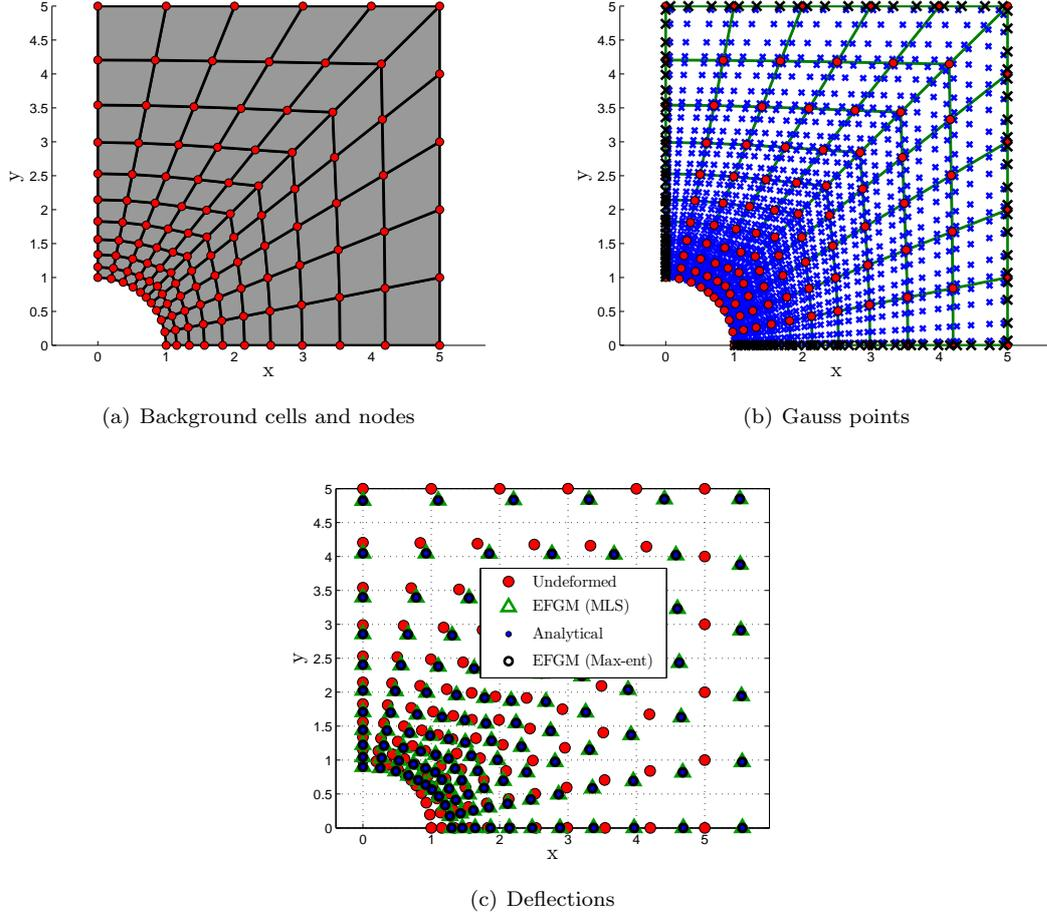 5
4.5
4
3.5
3
2.5
2
1.5
1
0.5
0
y
0 1 2 3 4 5
x
(a) Background cells and nodes
5
4.5
4
3.5
3
2.5
2
1.5
1
0.5
0
y
0 1 2 3 4 5
x
(b) Gauss points
5
4.5
4
3.5
3
2.5
2
1.5
1
0.5
0
y
Undeformed
EFGM (MLS)
Analytical
EFGM (Max-ent)
0 1 2 3 4 5
x
(c) Deflections